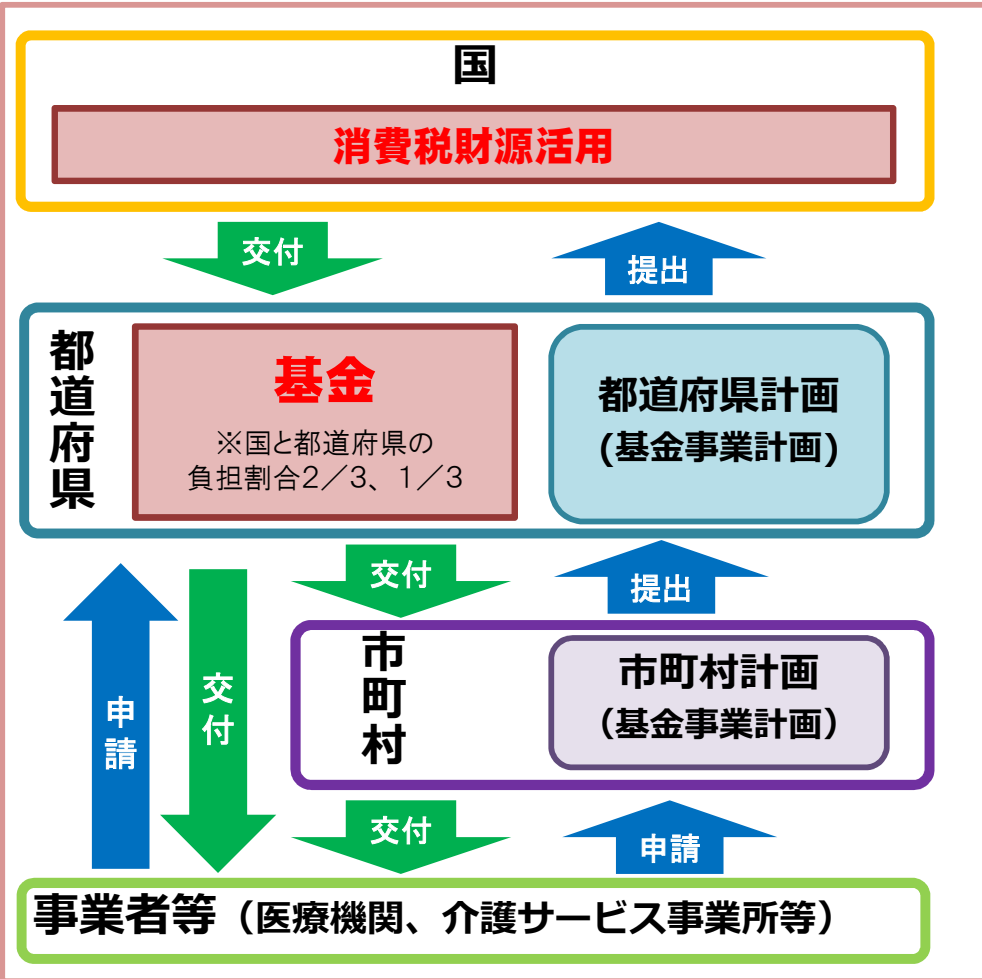 国
消費税財源活用
交付
提出
都道府県
基金
※国と都道府県の
負担割合2／3、1／3
都道府県計画
(基金事業計画)
交付
提出
申請
交付
市町村
市町村計画
（基金事業計画）
交付
申請
事業者等（医療機関、介護サービス事業所等）